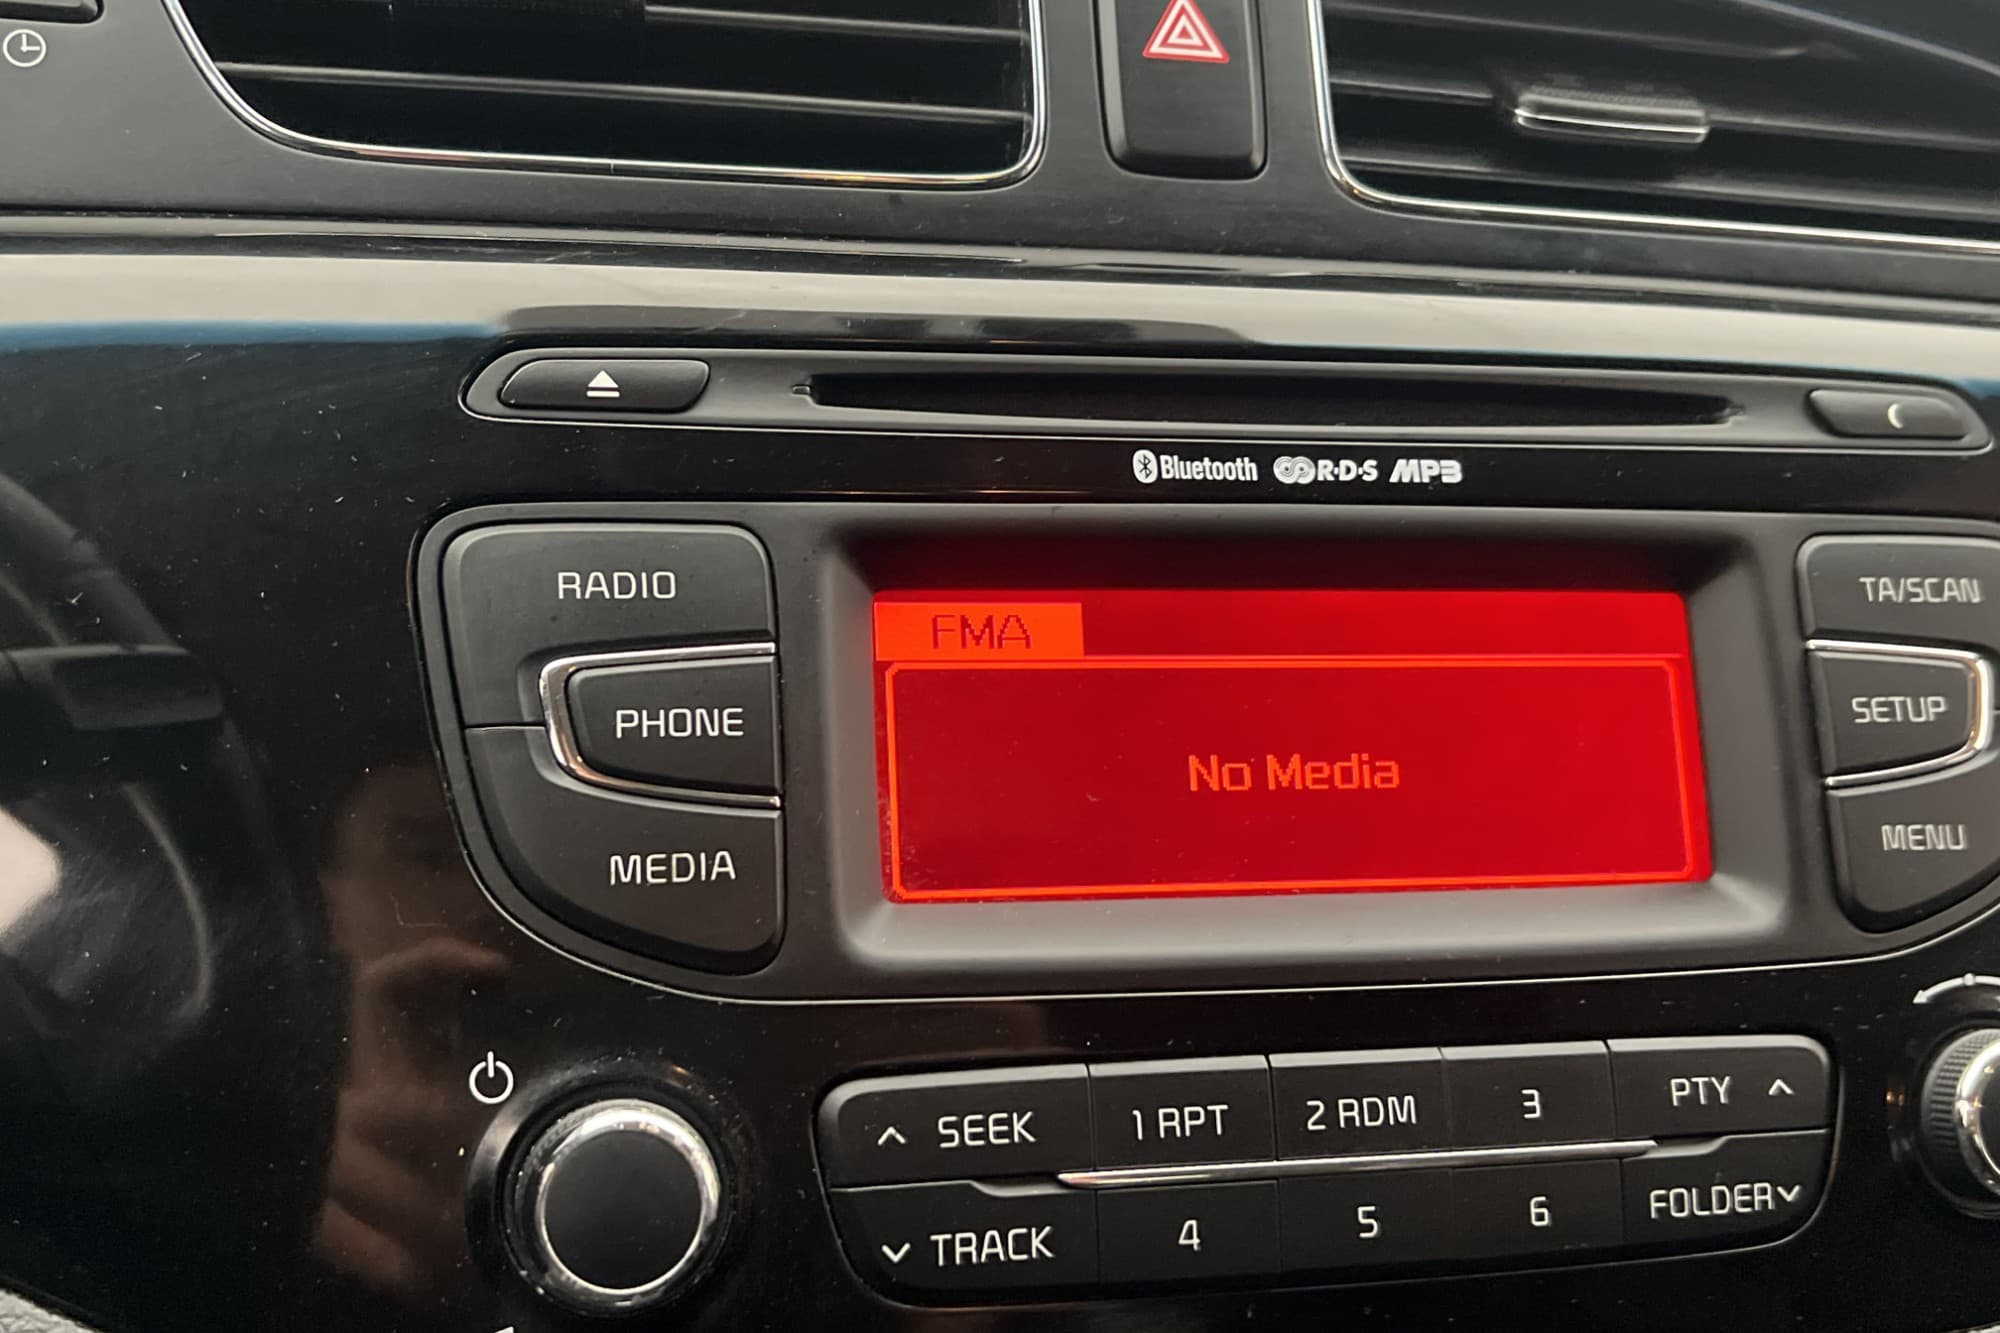 Bluetooth R·D·S MP3
RADIO
PHONE
MEDIA
FMA
No Media
TA/SCAN
SETUP
MENU
SEEK
1 RPT
2 RDM
3
PTY
TRACK
4
5
6
FOLDER